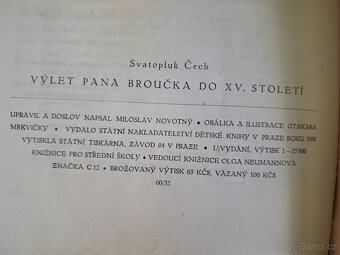 Svatopluk Čech
VÝLET PANA BROUČKA DO XV. STOLETÍ
UPRAVIL A DOSLOV NAPSAL MILOSLAV NOVOTNÝ • OBÁLKA A ILUSTRACE OTAKARA
MRKVIČKY • VYDALO STÁTNÍ NAKLADATELSTVÍ DĚTSKÉ KNIHY V PRAZE ROKU 1950
VYTISKLA STÁTNÍ TISKÁRNA, ZÁVOD 04 V PRAZE • VYDÁNÍ, VÝTISK 1–15 000
KNIŽNICE PRO STŘEDNÍ ŠKOLY • VEDOUCÍ KNIŽNICE OLGA NEUMANNOVÁ
ZNAČKA C 12 • BROŽOVANÝ VÝTISK 65 KČS, VÁZANÝ 100 KČS
60/32
bazos.cz